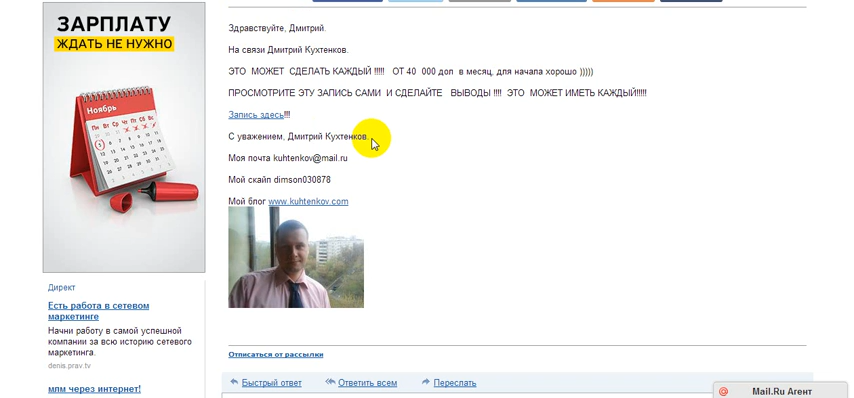 ЗАРПЛАТУ
ЖДАТЬ НЕ НУЖНО
Ноябрь
Директ
Есть работа в сетевом
маркетинге
Начни работу в самой успешной
компании за всю историю сетевого
маркетинга.
denis.prav.tv
млм через интернет!
Здравствуйте, Дмитрий.
На связи Дмитрий Кухтенков.
ЭТО МОЖЕТ СДЕЛАТЬ КАЖДЫЙ !!!!! ОТ 40 000 дол в месяц, для начала хорошо )))))
ПРОСМОТРИТЕ ЭТУ ЗАПИСЬ САМИ И СДЕЛАЙТЕ ВЫВОДЫ !!!! ЭТО МОЖЕТ ИМЕТЬ КАЖДЫЙ!!!!!
Запись здесь!!!
С уважением, Дмитрий Кухтенков.
Моя почта kuhtenkov@mail.ru
Мой скайп dimson030878
Мой блог www.kuhtenkov.com
Отписаться от рассылки
Быстрый ответ Ответить всем Переслать
Mail.Ru Агент